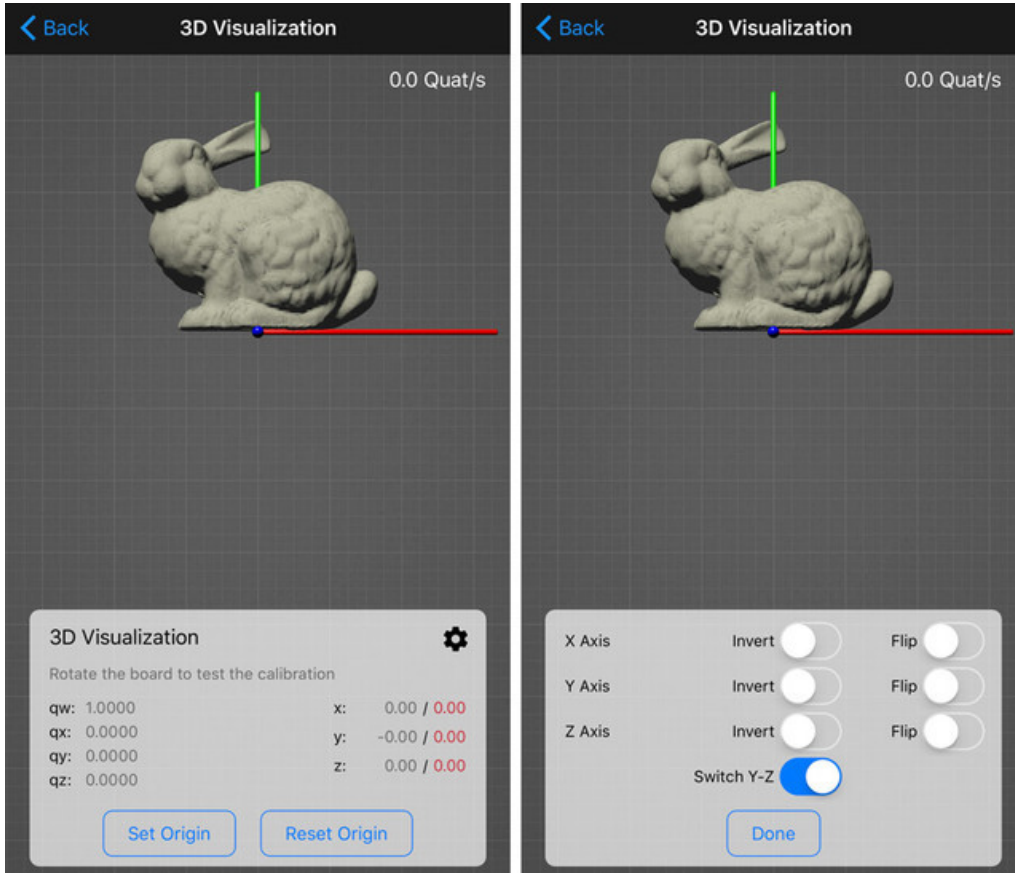 Back 3D Visualization
0.0 Quat/s
3D Visualization
Rotate the board to test the calibration
qw: 1.0000 x: 0.00 / 0.00
qx: 0.0000 y: -0.00 / 0.00
qy: 0.0000 z: 0.00 / 0.00
qz: 0.0000
Set Origin Reset Origin
Back 3D Visualization
0.0 Quat/s
X Axis Invert Flip
Y Axis Invert Flip
Z Axis Invert Flip
Switch Y-Z
Done